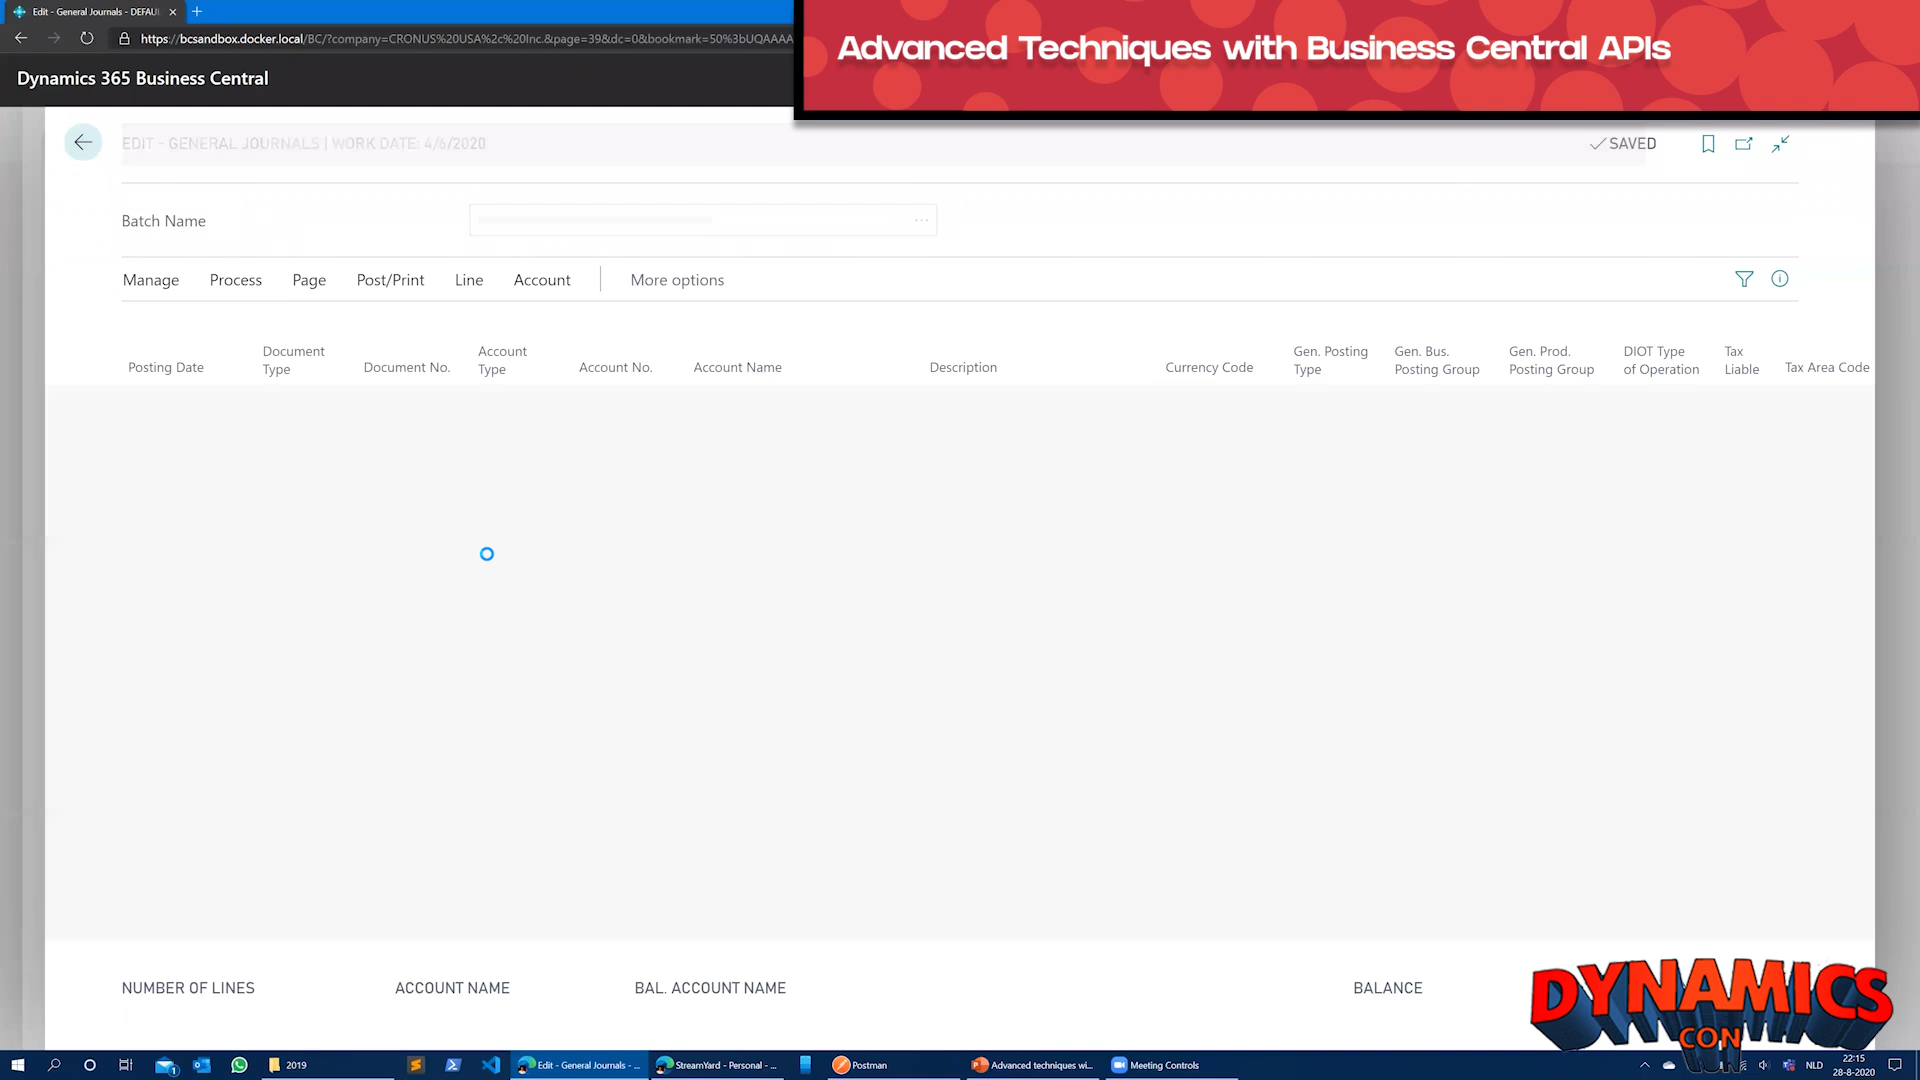 Edit - General Journals - DEFAUL
https://bcsandbox.docker.local/BC/?company=CRONUS%20USA%2c%20Inc.&page=39&dc=0&bookmark=50%3bUQAAAA
Advanced Techniques with Business Central APIs
Dynamics 365 Business Central
EDIT - GENERAL JOURNALS | WORK DATE: 4/6/2020
SAVED
Batch Name
Manage Process Page Post/Print Line Account More options
Posting Date
Document
Type
Document No.
Account
Type
Account No.
Account Name
Description
Currency Code
Gen. Posting
Type
Gen. Bus.
Posting Group
Gen. Prod.
Posting Group
DIOT Type
of Operation
Tax
Liable
Tax Area Code
NUMBER OF LINES ACCOUNT NAME BAL. ACCOUNT NAME BALANCE
DYNAMICS
CON
2019
Edit - General Journals - ...
StreamYard - Personal - ...
Postman
Advanced techniques wi...
Meeting Controls
NLD
22:15
28-8-2020